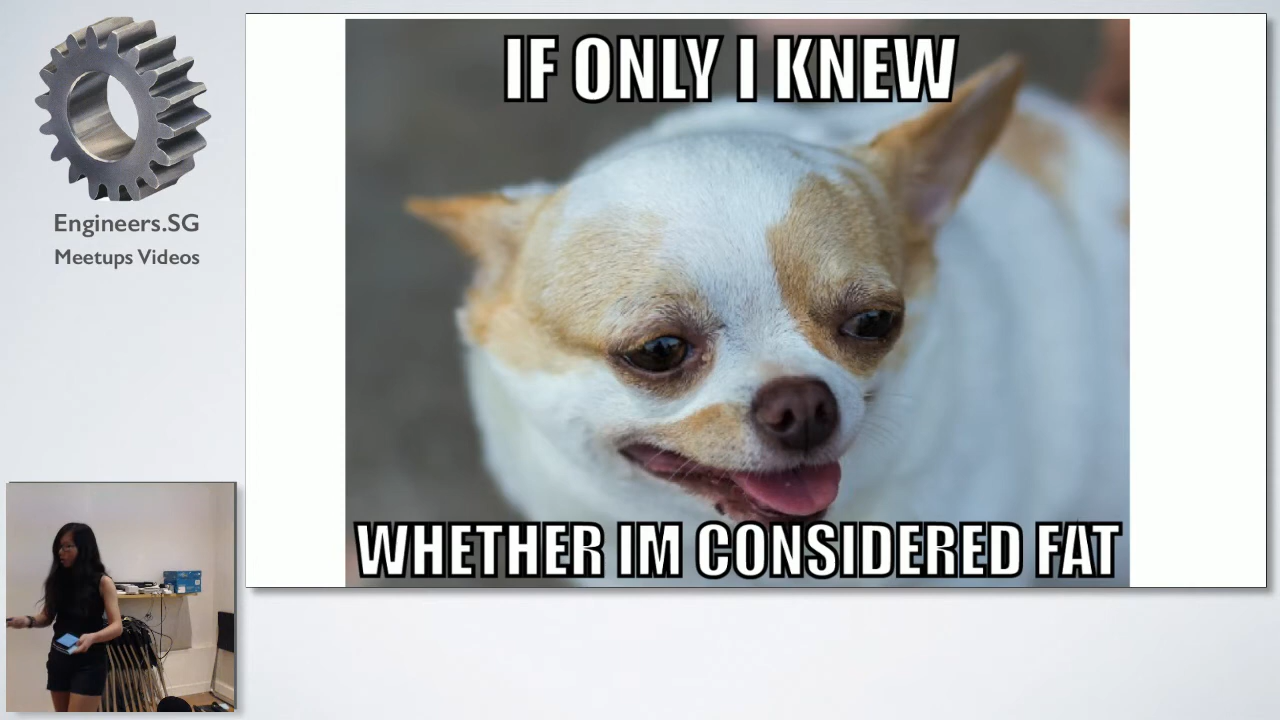 Engineers.SG
Meetups Videos
IF ONLY I KNEW
WHETHER IM CONSIDERED FAT